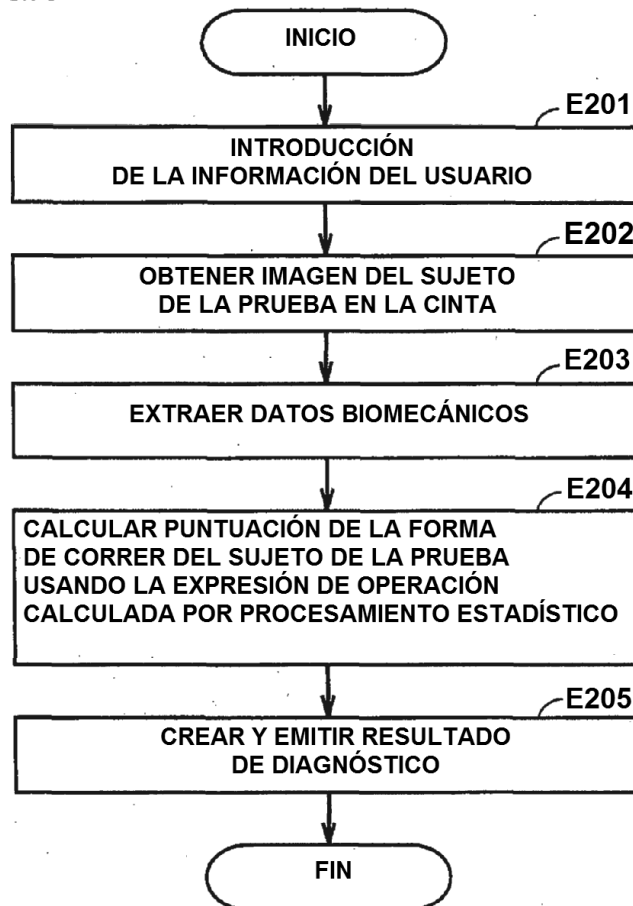 INICIO
E201
INTRODUCCIÓN
DE LA INFORMACIÓN DEL USUARIO
E202
OBTENER IMAGEN DEL SUJETO
DE LA PRUEBA EN LA CINTA
E203
EXTRAER DATOS BIOMECÁNICOS
E204
CALCULAR PUNTUACIÓN DE LA FORMA
DE CORRER DEL SUJETO DE LA PRUEBA
USANDO LA EXPRESIÓN DE OPERACIÓN
CALCULADA POR PROCESAMIENTO ESTADÍSTICO
E205
CREAR Y EMITIR RESULTADO
DE DIAGNÓSTICO
FIN